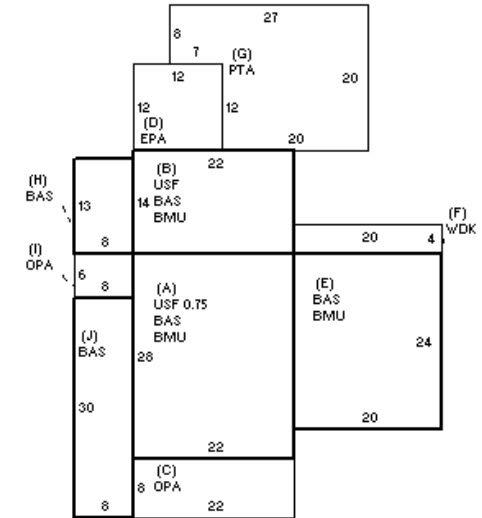 27
8
7
(G)
PTA
12
20
12
12
(D)
EPA
20
22
(H)
BAS
(B)
USF
14 BAS
BMU
13
8
(F)
WDK
20
4
(I)
OPA
6
8
(A)
USF 0.75
BAS
BMU
(E)
BAS
BMU
(J)
BAS
28
24
30
20
22
(C)
8 OPA
8
22